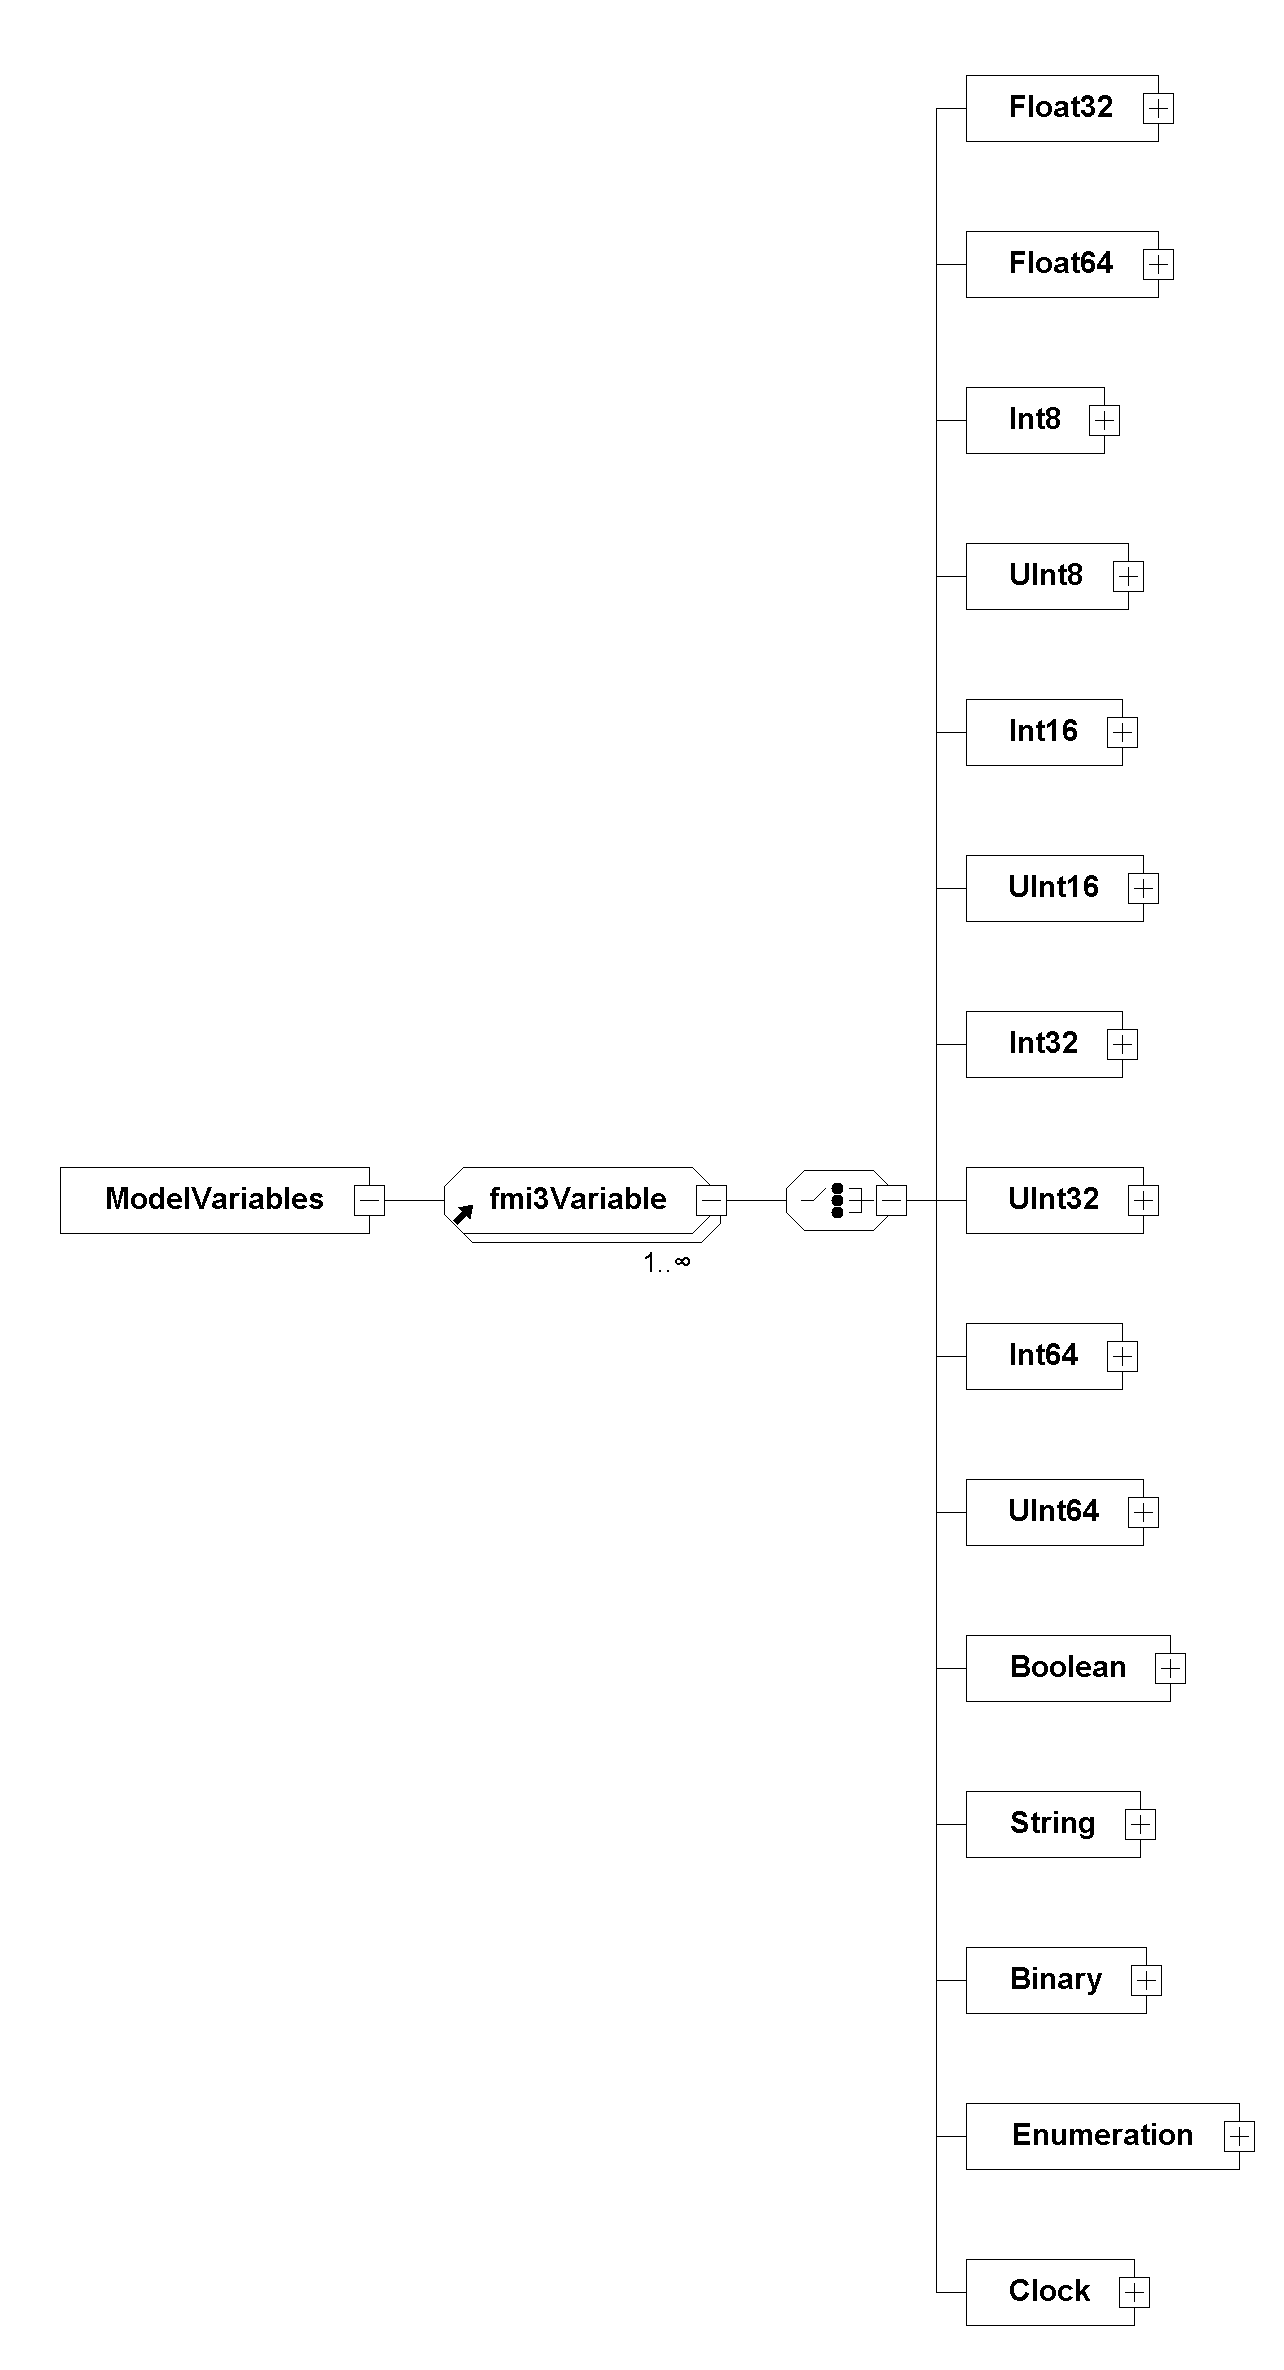 Float32
Float64
Int8
UInt8
Int16
UInt16
Int32
ModelVariables
fmi3Variable
1..∞
UInt32
Int64
UInt64
Boolean
String
Binary
Enumeration
Clock